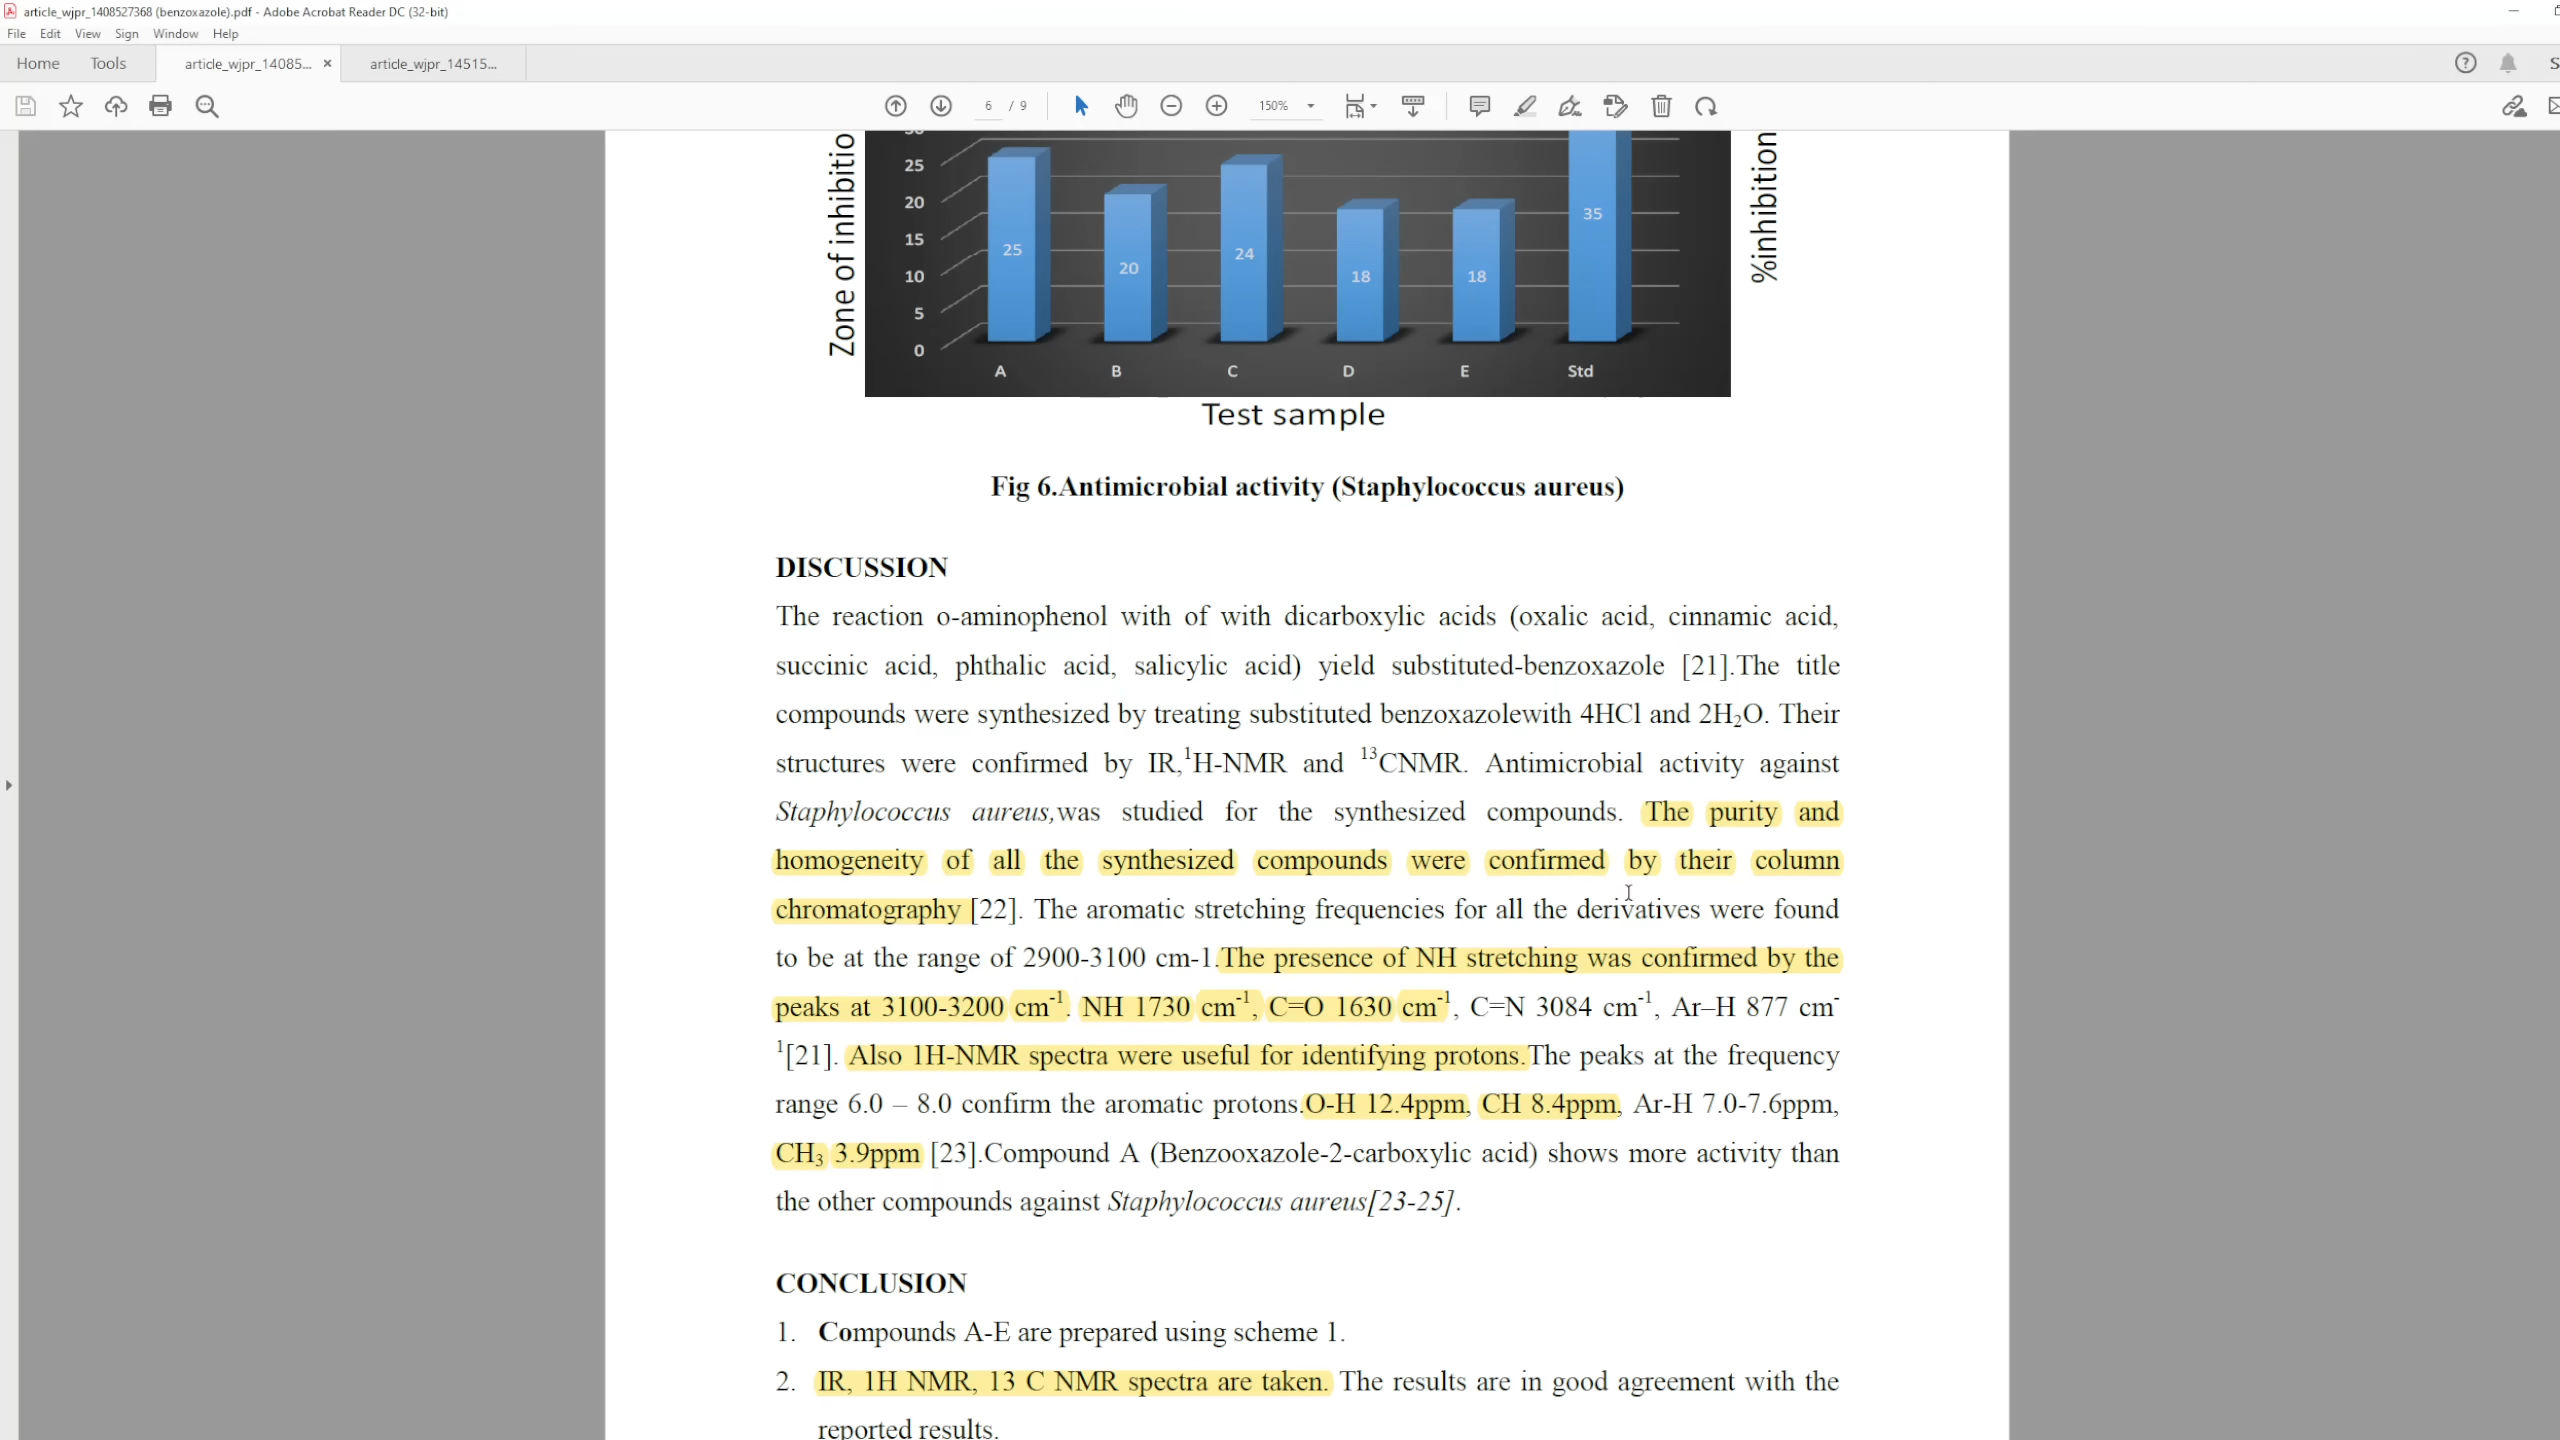 article_wjpr_1408527368 (benzoxazole).pdf - Adobe Acrobat Reader DC (32-bit)
File Edit View Sign Window Help
Home Tools article_wjpr_14085... × article_wjpr_14515...
6 / 9 150%
Zone of inhibitio
%inhibition
25
20
15
10
5
0
25 20 24 18 18 35
A B C D E Std
Test sample
Fig 6.Antimicrobial activity (Staphylococcus aureus)
DISCUSSION
The reaction o-aminophenol with of with dicarboxylic acids (oxalic acid, cinnamic acid,
succinic acid, phthalic acid, salicylic acid) yield substituted-benzoxazole [21].The title
compounds were synthesized by treating substituted benzoxazolewith 4HCl and 2H₂O. Their
structures were confirmed by IR,¹H-NMR and ¹³CNMR. Antimicrobial activity against
Staphylococcus aureus,was studied for the synthesized compounds. The purity and
homogeneity of all the synthesized compounds were confirmed by their column
chromatography [22]. The aromatic stretching frequencies for all the derivatives were found
to be at the range of 2900-3100 cm-1.The presence of NH stretching was confirmed by the
peaks at 3100-3200 cm⁻¹. NH 1730 cm⁻¹, C=O 1630 cm⁻¹, C=N 3084 cm⁻¹, Ar–H 877 cm⁻
¹[21]. Also 1H-NMR spectra were useful for identifying protons.The peaks at the frequency
range 6.0 – 8.0 confirm the aromatic protons.O-H 12.4ppm, CH 8.4ppm, Ar-H 7.0-7.6ppm,
CH₃ 3.9ppm [23].Compound A (Benzooxazole-2-carboxylic acid) shows more activity than
the other compounds against Staphylococcus aureus[23-25].
CONCLUSION
1. Compounds A-E are prepared using scheme 1.
2. IR, 1H NMR, 13 C NMR spectra are taken. The results are in good agreement with the
reported results.